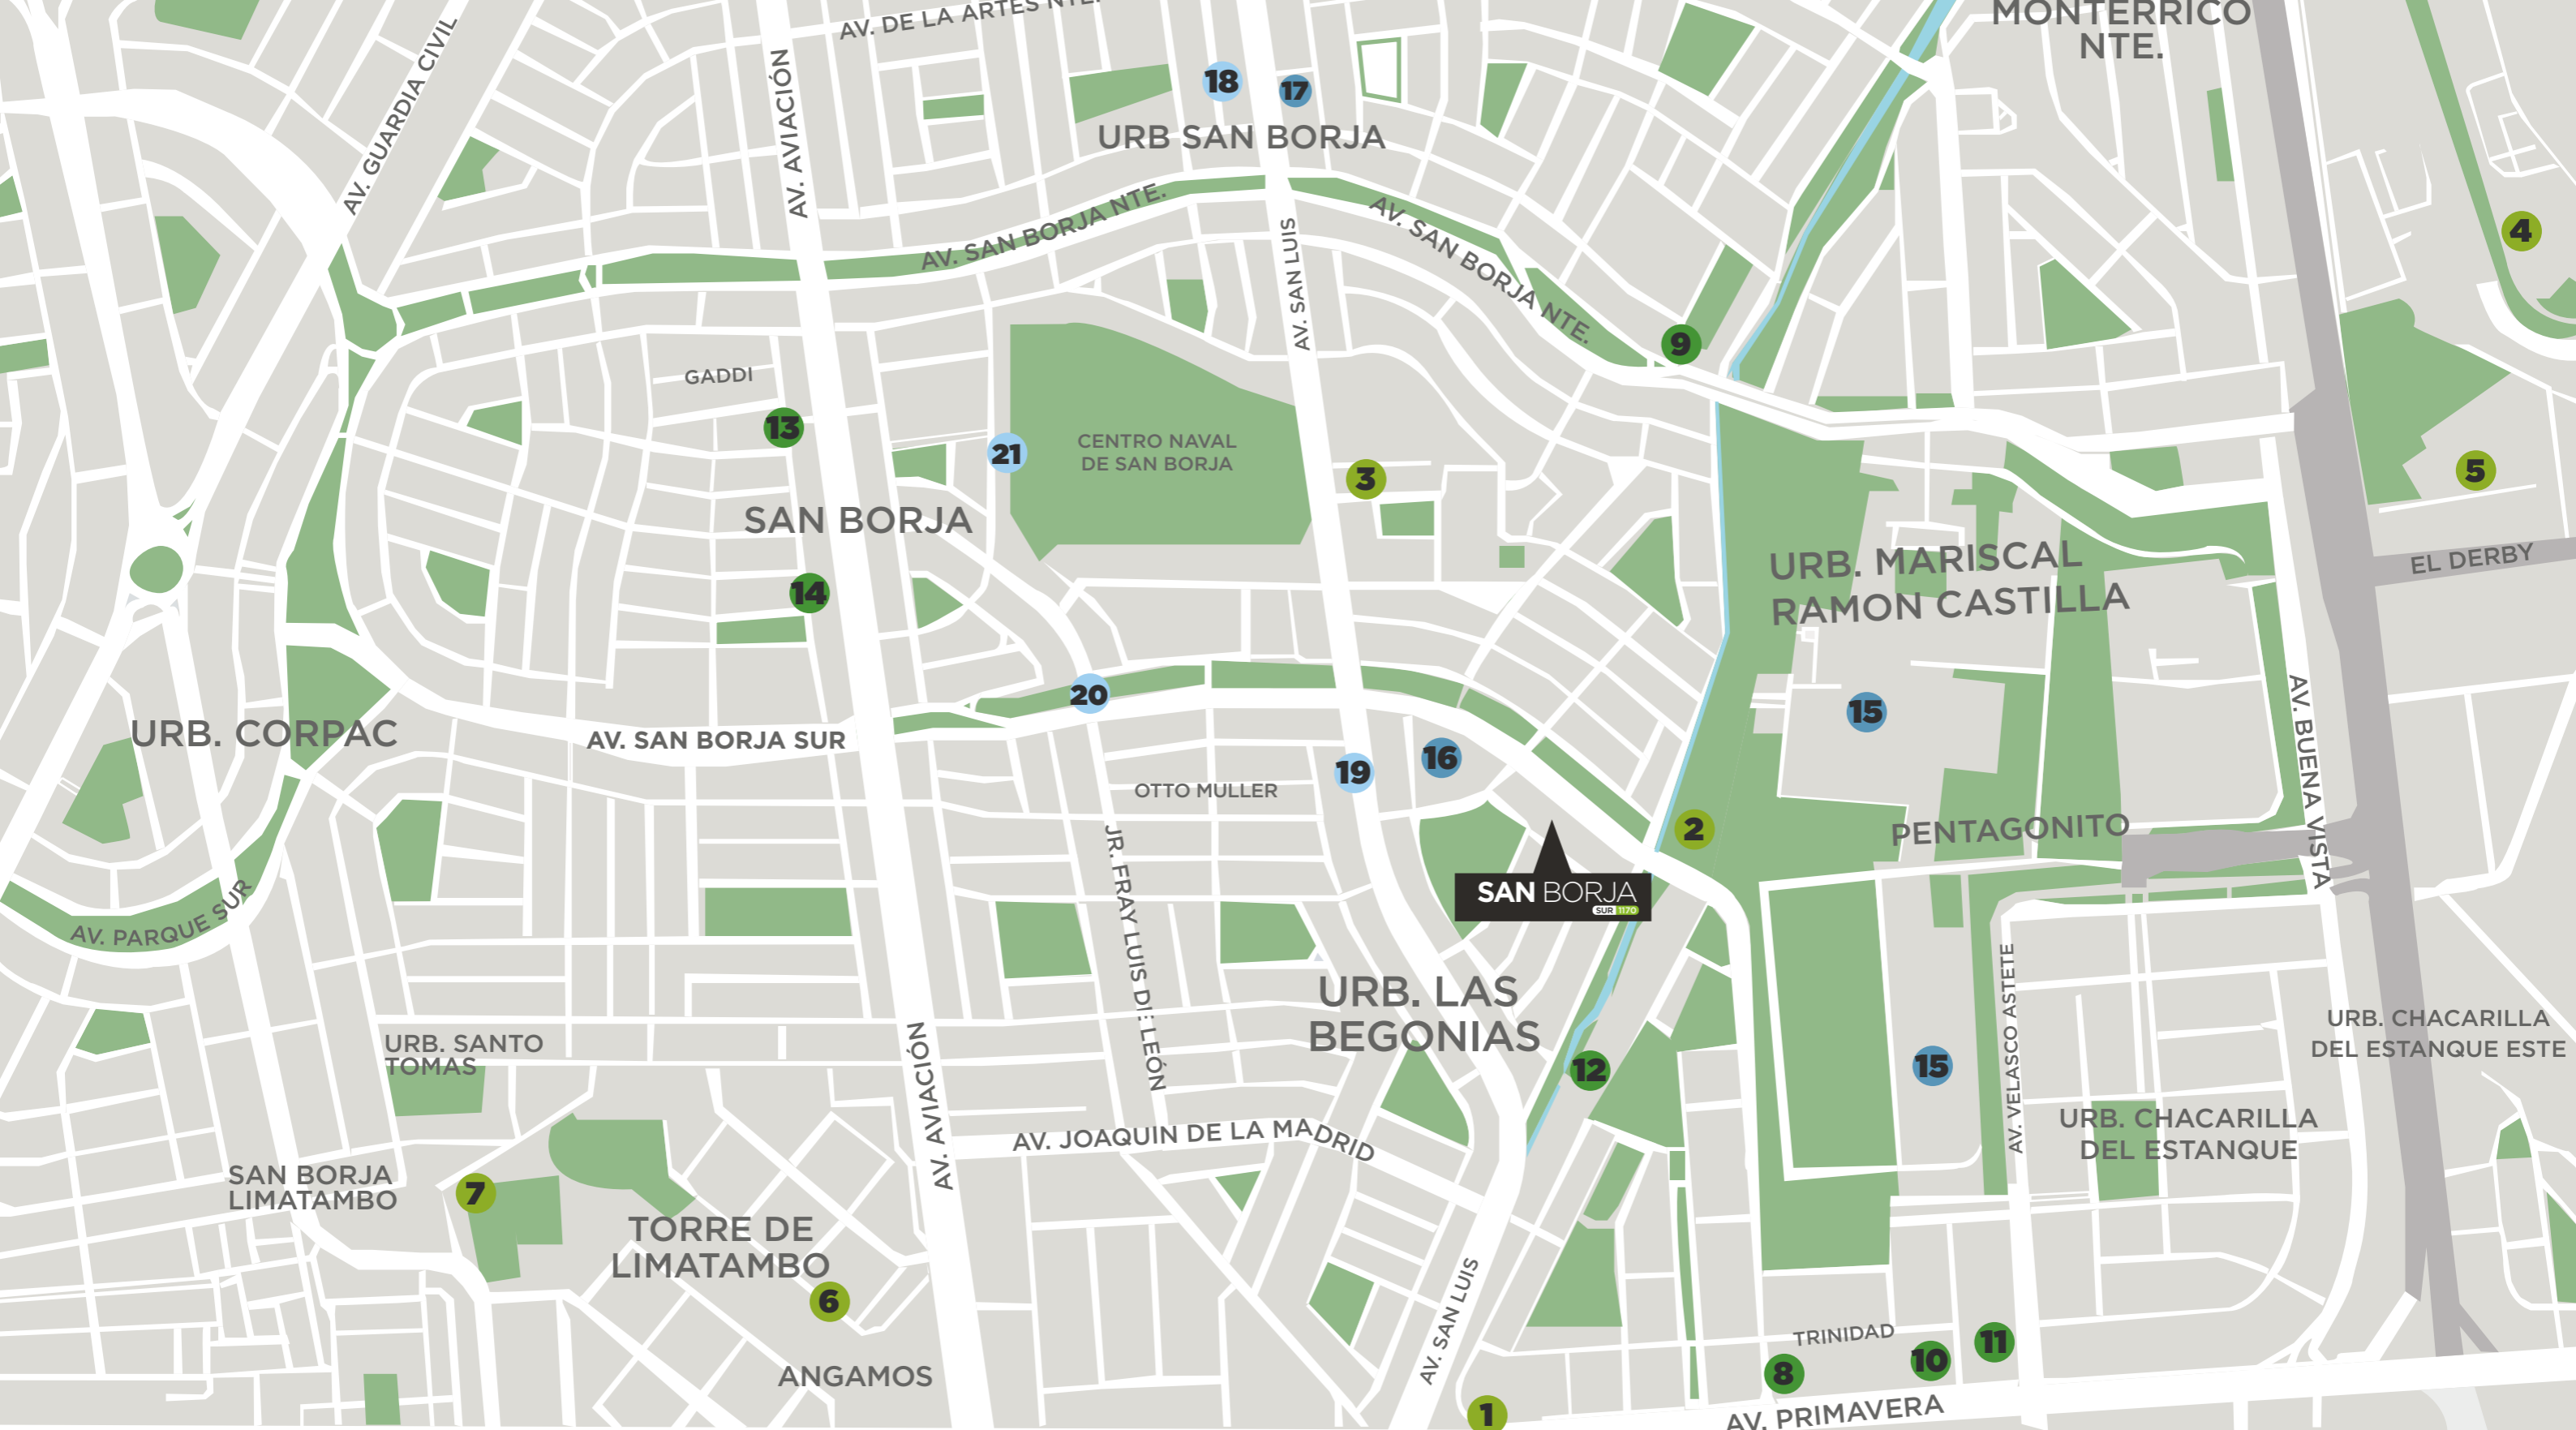 AV. DE LA ARTES NTE.
MONTERRICO
NTE.
AV. GUARDIA CIVIL
AV. AVIACIÓN
18
17
URB SAN BORJA
AV. SAN BORJA NTE.
AV. SAN LUIS
AV. SAN BORJA NTE.
4
9
GADDI
13
21
CENTRO NAVAL
DE SAN BORJA
3
5
SAN BORJA
EL DERBY
URB. MARISCAL
RAMON CASTILLA
14
20
15
URB. CORPAC
AV. SAN BORJA SUR
AV. BUENA VISTA
19
16
OTTO MULLER
2
PENTAGONITO
SAN BORJA
SUR 1170
AV. PARQUE SUR
JR. FRAY LUIS DE LEÓN
URB. LAS
BEGONIAS
AV. VELASCO ASTETE
URB. CHACARILLA
DEL ESTANQUE ESTE
URB. SANTO
TOMAS
12
15
AV. AVIACIÓN
AV. JOAQUIN DE LA MADRID
URB. CHACARILLA
DEL ESTANQUE
SAN BORJA
LIMATAMBO
7
TORRE DE
LIMATAMBO
6
AV. SAN LUIS
TRINIDAD
11
10
8
ANGAMOS
1
AV. PRIMAVERA